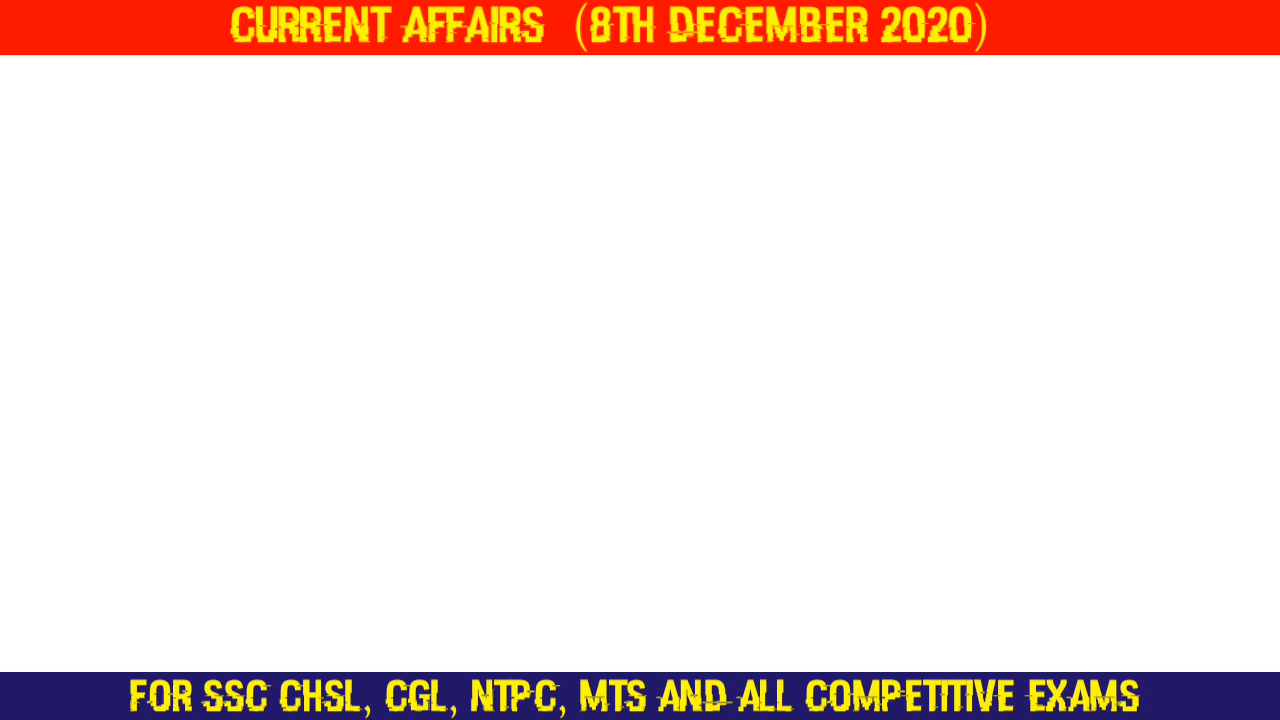 CURRENT AFFAIRS (8TH DECEMBER 2020)
FOR SSC CHSL, CGL, NTPC, MTS AND ALL COMPETITIVE EXAMS